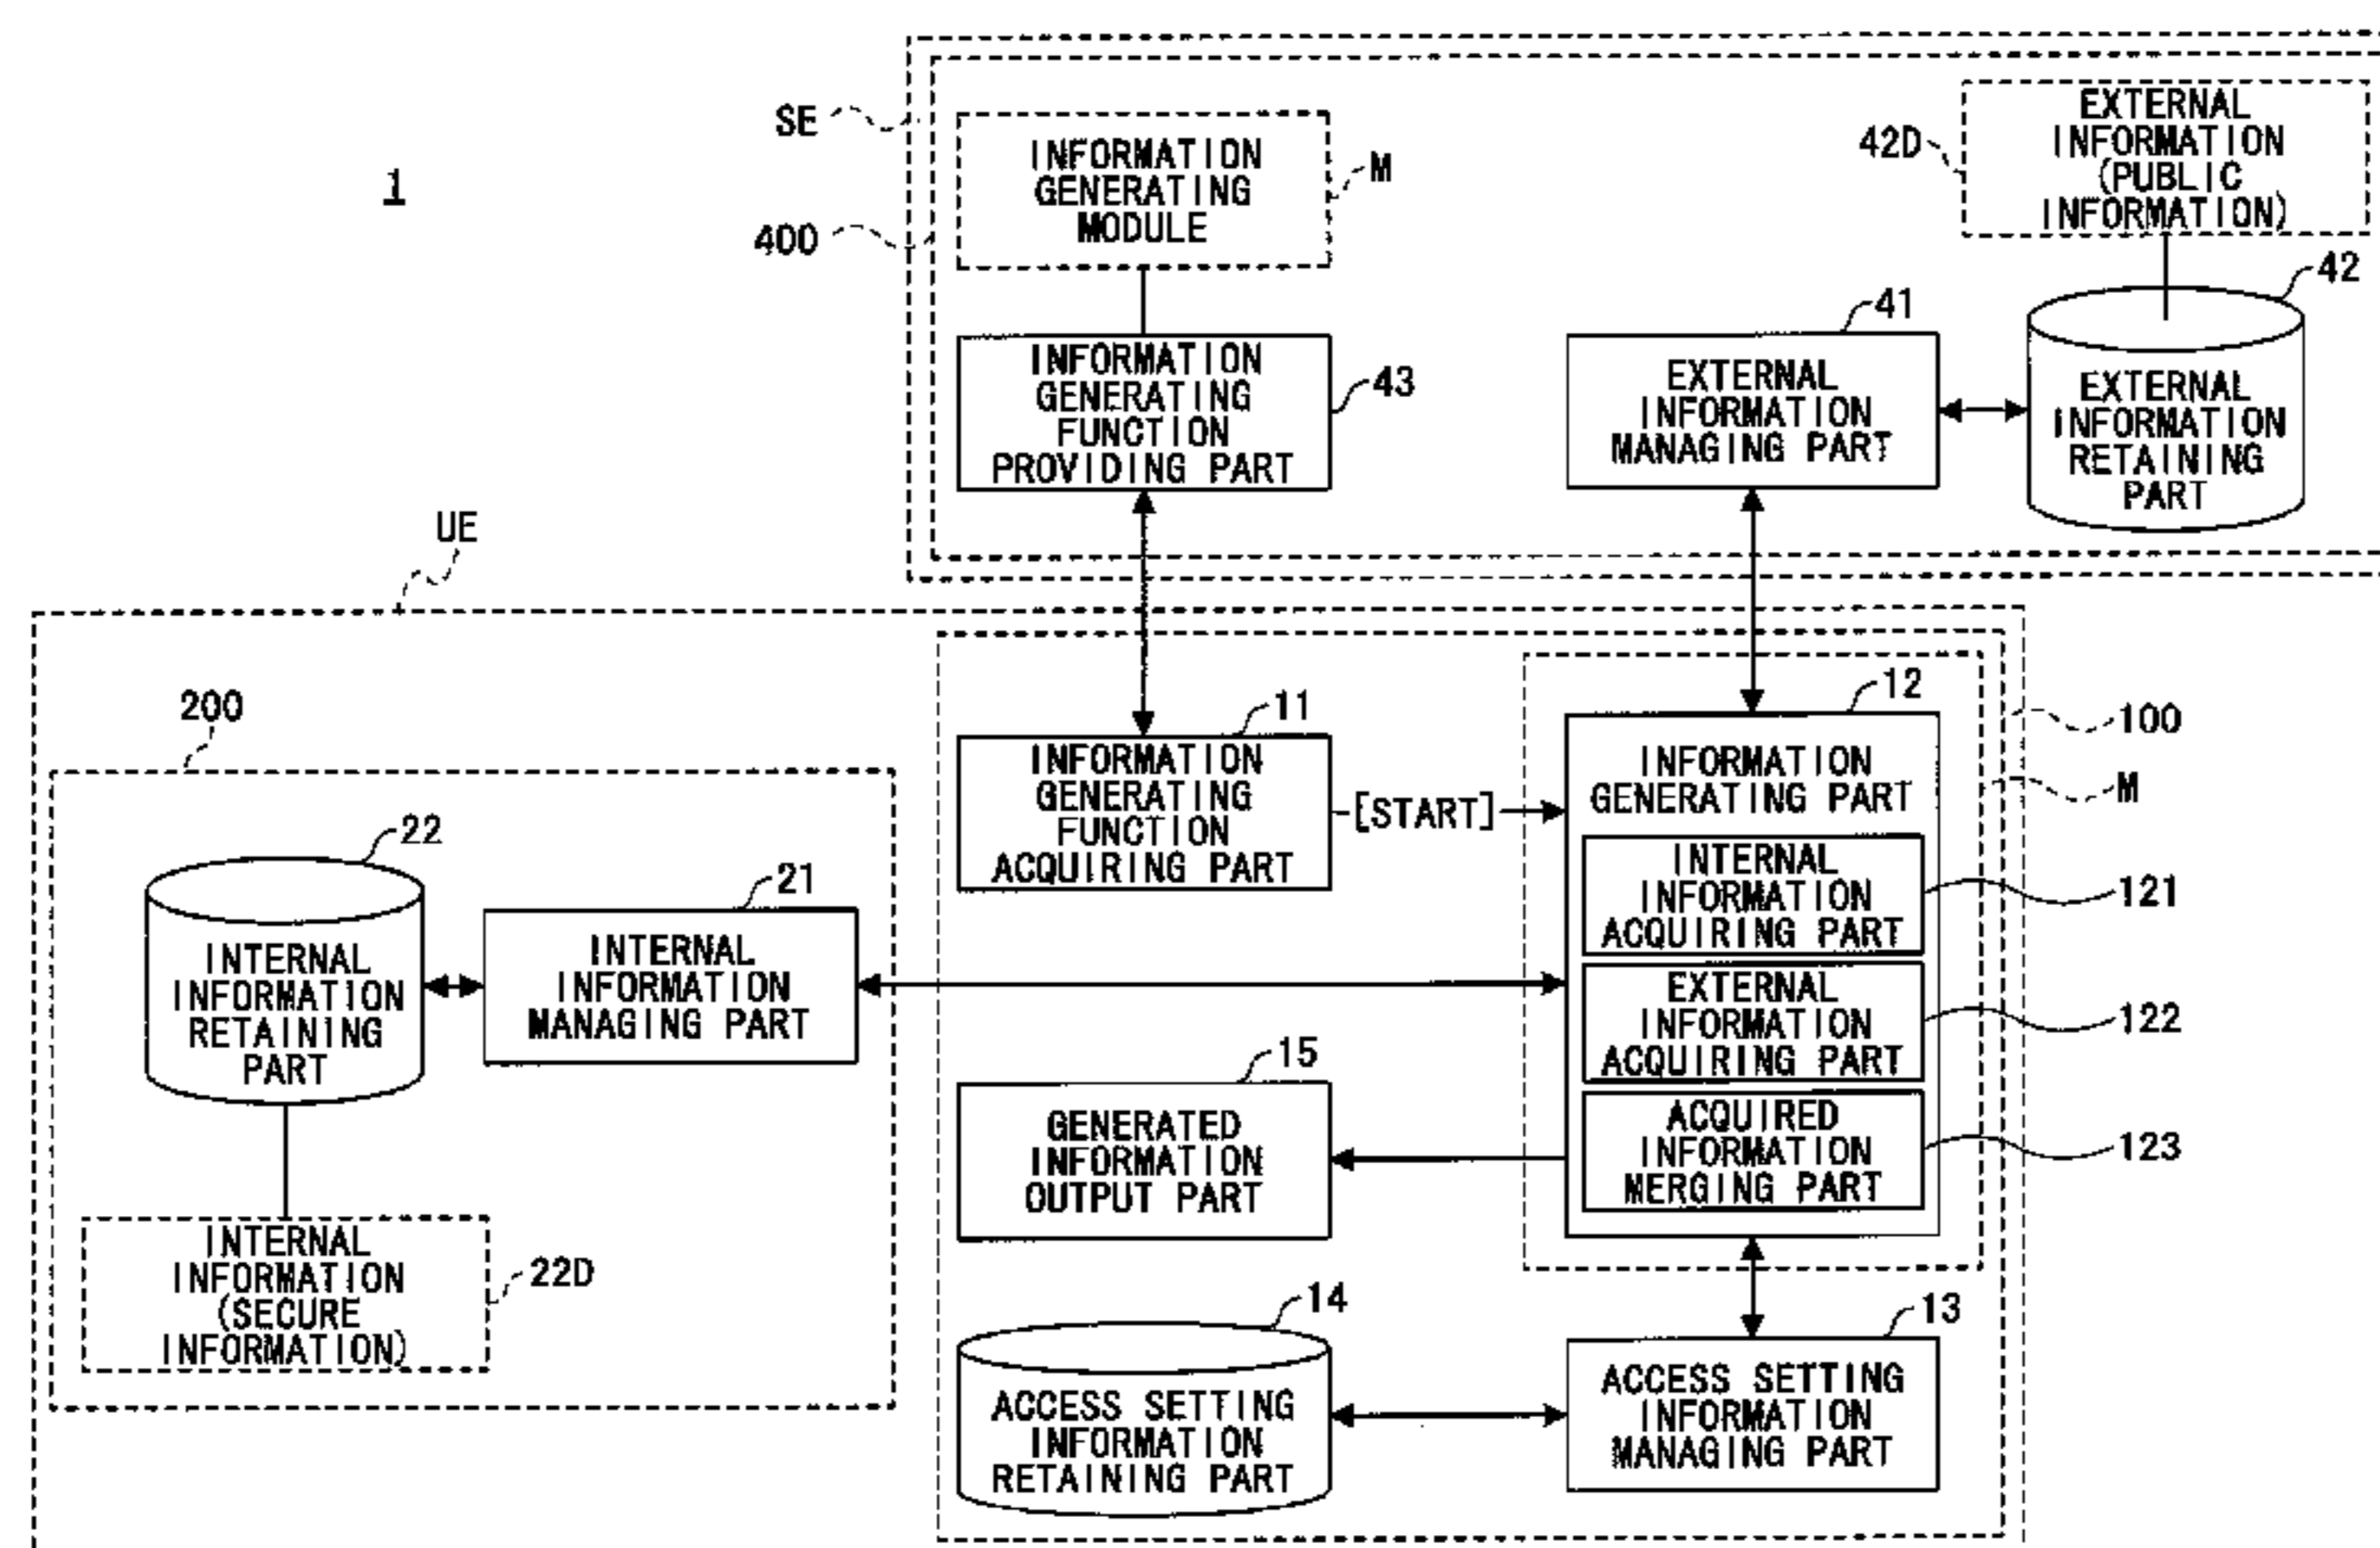 1
SE
400
INFORMATION
GENERATING
MODULE
M
42D
EXTERNAL
INFORMATION
(PUBLIC
INFORMATION)
INFORMATION
GENERATING
FUNCTION
PROVIDING PART
43
41
EXTERNAL
INFORMATION
MANAGING PART
42
EXTERNAL
INFORMATION
RETAINING
PART
UE
200
22
INTERNAL
INFORMATION
RETAINING
PART
21
INTERNAL
INFORMATION
MANAGING PART
INTERNAL
INFORMATION
(SECURE
INFORMATION)
22D
11
INFORMATION
GENERATING
FUNCTION
ACQUIRING PART
[START]
12
INFORMATION
GENERATING PART
100
M
INTERNAL
INFORMATION
ACQUIRING PART
121
EXTERNAL
INFORMATION
ACQUIRING PART
122
ACQUIRED
INFORMATION
MERGING PART
123
15
GENERATED
INFORMATION
OUTPUT PART
14
ACCESS SETTING
INFORMATION
RETAINING PART
13
ACCESS SETTING
INFORMATION
MANAGING PART